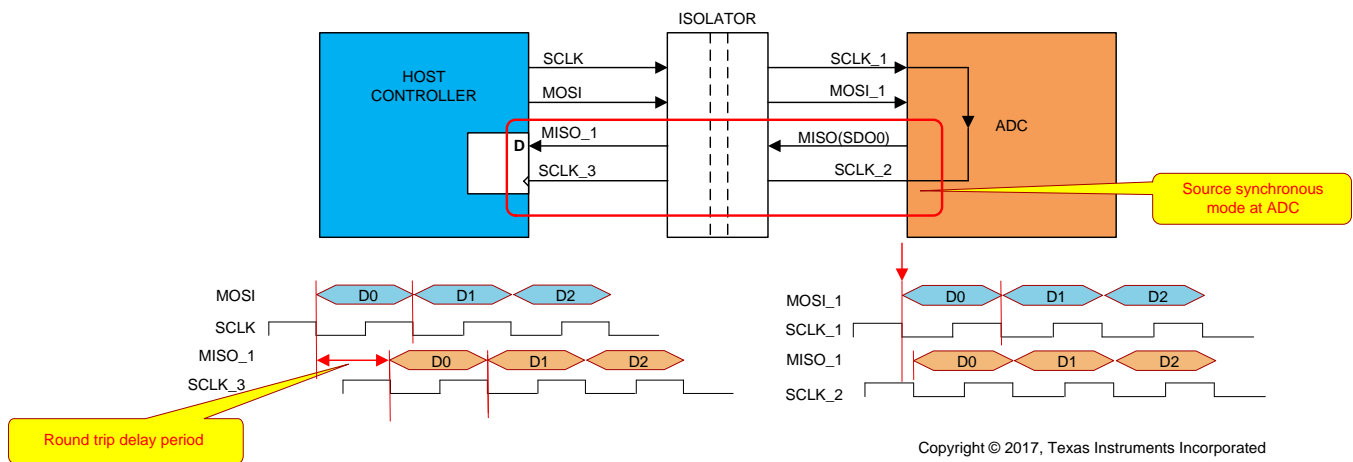 ISOLATOR
HOST
CONTROLLER
SCLK
MOSI
MISO_1
D
SCLK_3
SCLK_1
MOSI_1
MISO(SDO0)
SCLK_2
ADC
Source synchronous
mode at ADC
MOSI D0 D1 D2
SCLK
MISO_1 D0 D1 D2
SCLK_3
Round trip delay period
MOSI_1 D0 D1 D2
SCLK_1
MISO_1 D0 D1 D2
SCLK_2
Copyright © 2017, Texas Instruments Incorporated